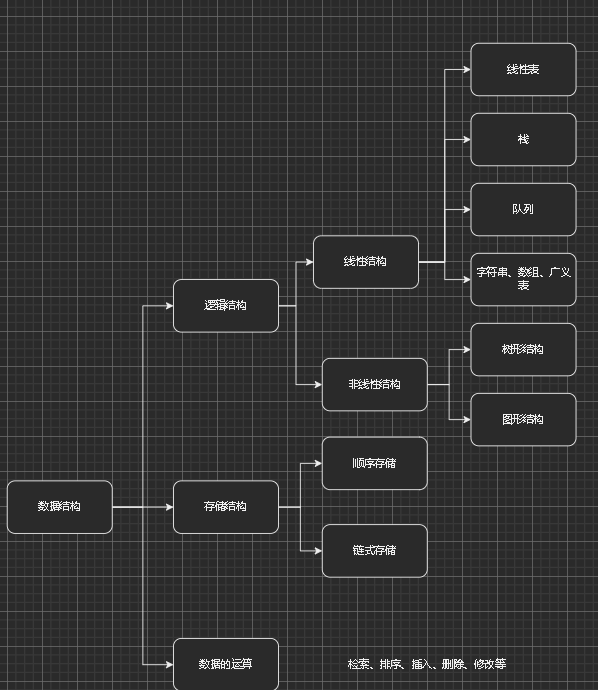 线性表
栈
队列
字符串、数组、广义
表
线性结构
逻辑结构
树形结构
非线性结构
图形结构
顺序存储
数据结构
存储结构
链式存储
数据的运算
检索、排序、插入、删除、修改等